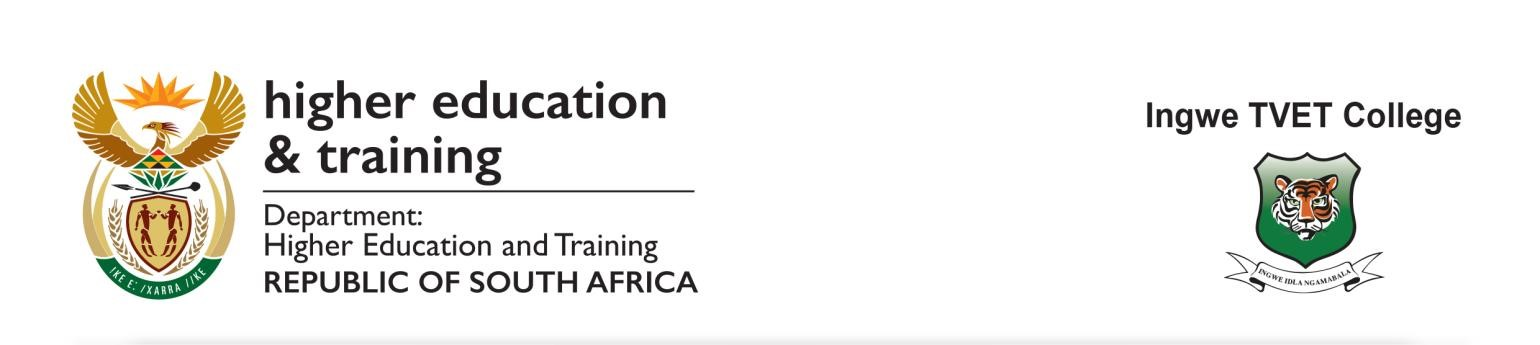 higher education
& training
Department:
Higher Education and Training
REPUBLIC OF SOUTH AFRICA
!KE E: /XARRA //KE
Ingwe TVET College
INGWE IDLA NGAMABALA